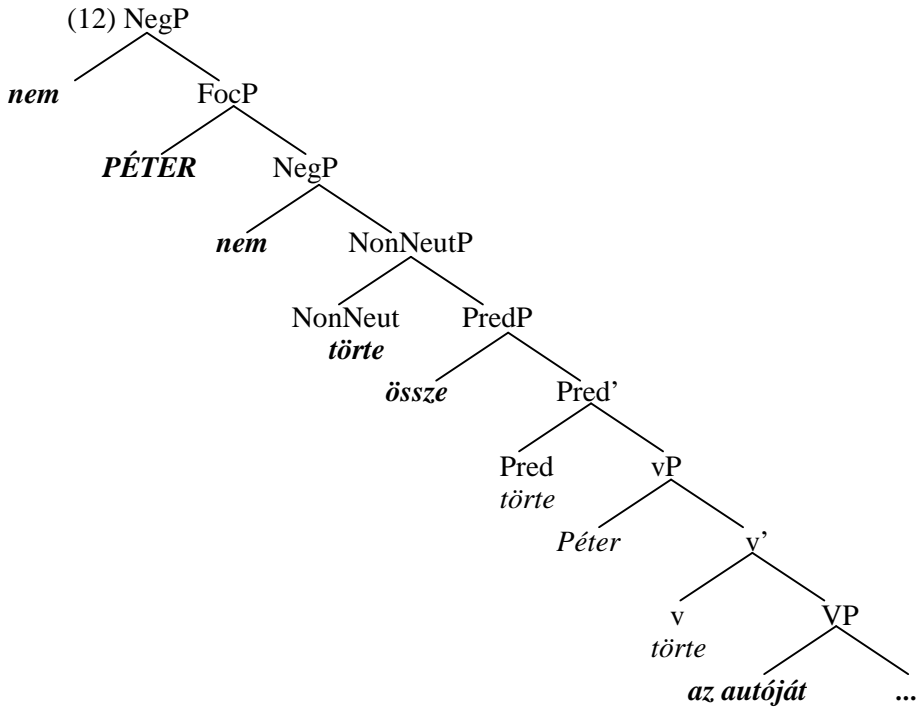 (12) NegP
nem FocP
PÉTER NegP
nem NonNeutP
NonNeut PredP
törte
össze Pred’
Pred vP
törte
Péter v’
v VP
törte
az autóját ...